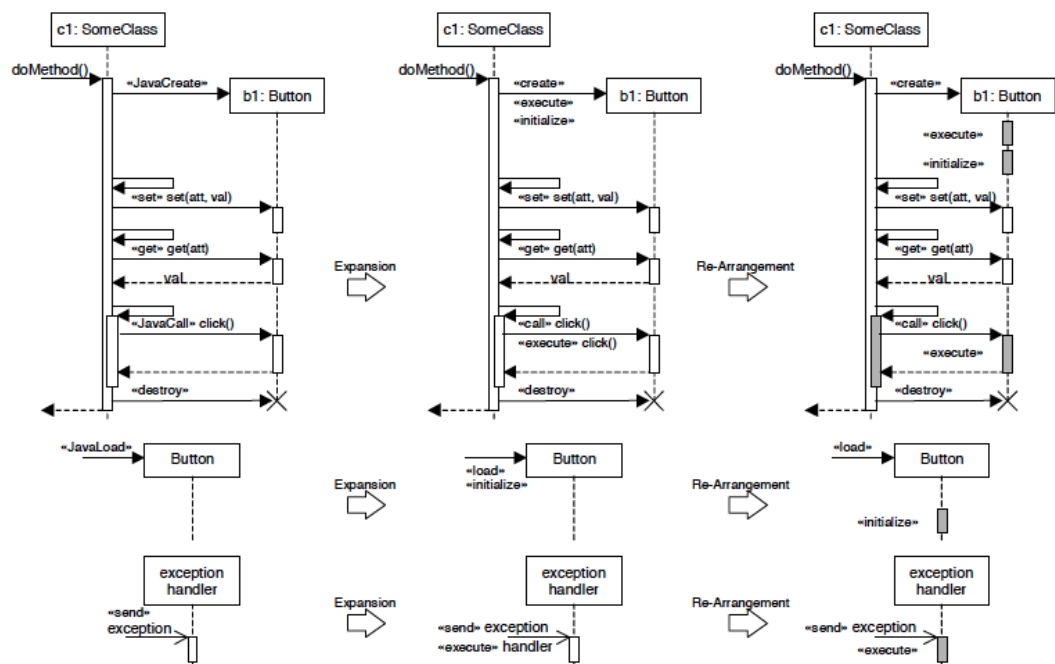 c1: SomeClass
doMethod()
«JavaCreate»
b1: Button
«set» set(att, val)
«get» get(att)
val
«JavaCall» click()
«destroy»
Expansion
c1: SomeClass
doMethod()
«create»
«execute»
«initialize»
b1: Button
«set» set(att, val)
«get» get(att)
val
«call» click()
«execute» click()
«destroy»
Re-Arrangement
c1: SomeClass
doMethod()
«create»
b1: Button
«execute»
«initialize»
«set» set(att, val)
«get» get(att)
val
«call» click()
«execute»
«destroy»
«JavaLoad»
Button
Expansion
«load»
«initialize»
Button
Re-Arrangement
«load»
Button
«initialize»
exception
handler
«send»
exception
Expansion
exception
handler
«send» exception
«execute» handler
Re-Arrangement
exception
handler
«send» exception
«execute»